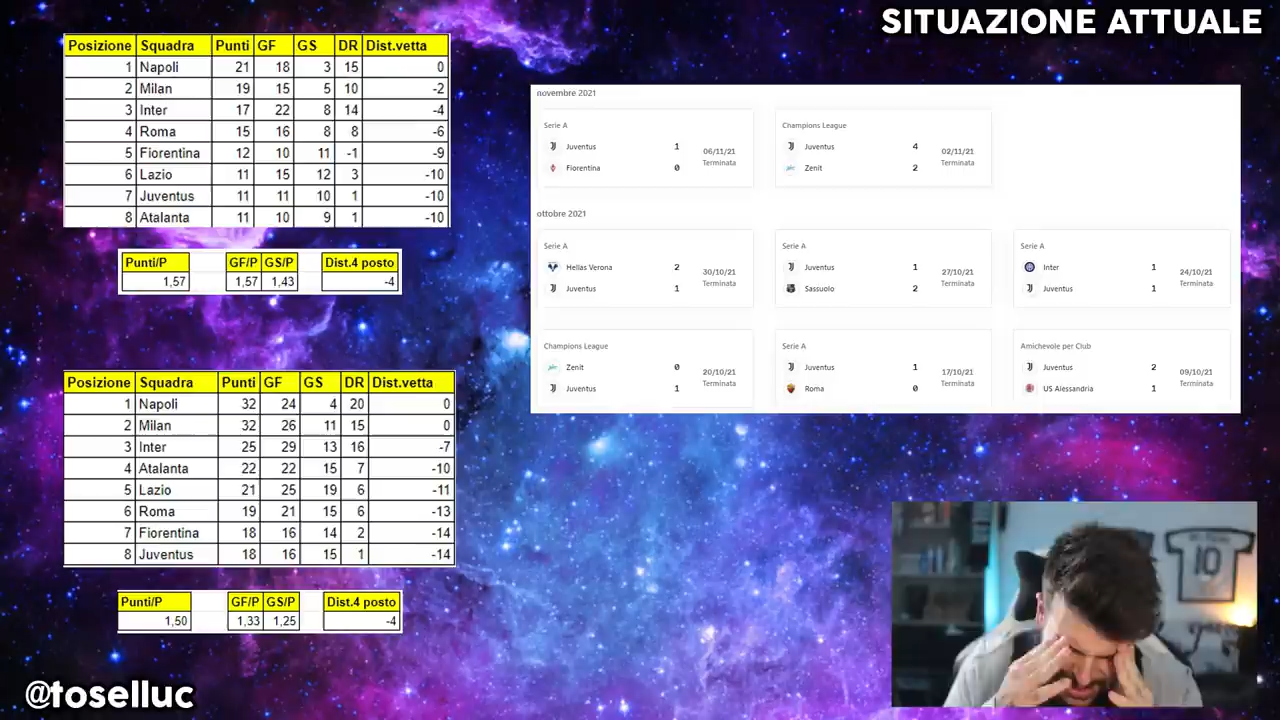 SITUAZIONE ATTUALE
Posizione Squadra Punti GF GS DR Dist.vetta
1 Napoli 21 18 3 15 0
2 Milan 19 15 5 10 -2
3 Inter 17 22 8 14 -4
4 Roma 15 16 8 8 -6
5 Fiorentina 12 10 11 -1 -9
6 Lazio 11 15 12 3 -10
7 Juventus 11 11 10 1 -10
8 Atalanta 11 10 9 1 -10
Punti/P GF/P GS/P Dist.4 posto
1,57 1,57 1,43 -4
Posizione Squadra Punti GF GS DR Dist.vetta
1 Napoli 32 24 4 20 0
2 Milan 32 26 11 15 0
3 Inter 25 29 13 16 -7
4 Atalanta 22 22 15 7 -10
5 Lazio 21 25 19 6 -11
6 Roma 19 21 15 6 -13
7 Fiorentina 18 16 14 2 -14
8 Juventus 18 16 15 1 -14
Punti/P GF/P GS/P Dist.4 posto
1,50 1,33 1,25 -4
novembre 2021
Serie A
Juventus 1
Fiorentina 0
06/11/21
Terminata
Champions League
Juventus 4
Zenit 2
02/11/21
Terminata
ottobre 2021
Serie A
Hellas Verona 2
Juventus 1
30/10/21
Terminata
Serie A
Juventus 1
Sassuolo 2
27/10/21
Terminata
Serie A
Inter 1
Juventus 1
24/10/21
Terminata
Champions League
Zenit 0
Juventus 1
20/10/21
Terminata
Serie A
Juventus 1
Roma 0
17/10/21
Terminata
Amichevole per Club
Juventus 2
US Alessandria 1
09/10/21
Terminata
10
@toselluc